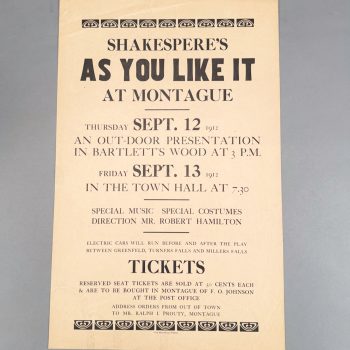 SHAKESPERE'S
AS YOU LIKE IT
AT MONTAGUE
THURSDAY SEPT. 12 1912
AN OUT-DOOR PRESENTATION
IN BARTLETT'S WOOD AT 3 P.M.
FRIDAY SEPT. 13 1912
IN THE TOWN HALL AT 7.30
SPECIAL MUSIC SPECIAL COSTUMES
DIRECTION MR. ROBERT HAMILTON
ELECTRIC CARS WILL RUN BEFORE AND AFTER THE PLAY
BETWEEN GREENFIELD, TURNERS FALLS AND MILLERS FALLS
TICKETS
RESERVED SEAT TICKETS ARE SOLD AT CENTS EACH
& ARE TO BE BOUGHT IN MONTAGUE OF F. O. JOHNSON
AT THE POST OFFICE
ADDRESS ORDERS FROM OUT OF TOWN
TO MR. RALPH I PROUTY, MONTAGUE